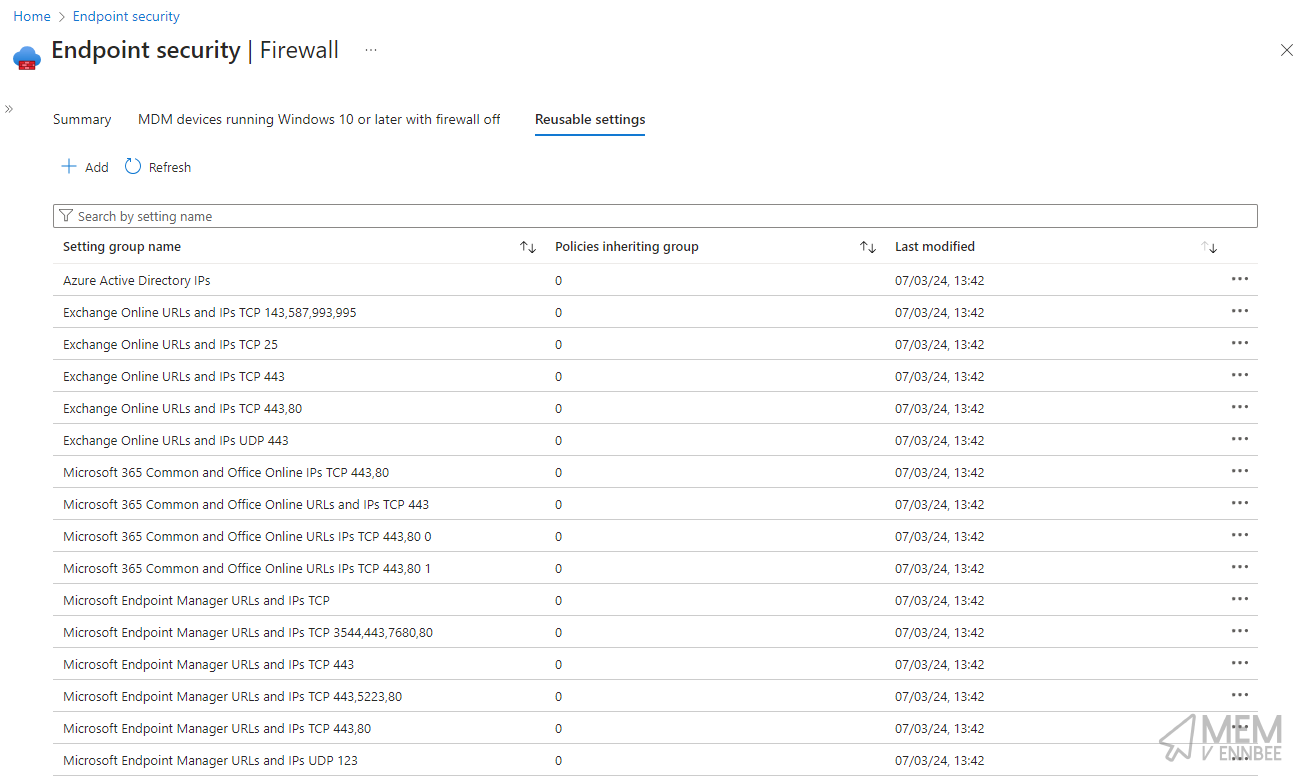 Home > Endpoint security
Endpoint security | Firewall ...
Summary MDM devices running Windows 10 or later with firewall off Reusable settings
Add Refresh
Search by setting name
Setting group name Policies inheriting group Last modified
Azure Active Directory IPs 0 07/03/24, 13:42
Exchange Online URLs and IPs TCP 143,587,993,995 0 07/03/24, 13:42
Exchange Online URLs and IPs TCP 25 0 07/03/24, 13:42
Exchange Online URLs and IPs TCP 443 0 07/03/24, 13:42
Exchange Online URLs and IPs TCP 443,80 0 07/03/24, 13:42
Exchange Online URLs and IPs UDP 443 0 07/03/24, 13:42
Microsoft 365 Common and Office Online IPs TCP 443,80 0 07/03/24, 13:42
Microsoft 365 Common and Office Online URLs and IPs TCP 443 0 07/03/24, 13:42
Microsoft 365 Common and Office Online URLs IPs TCP 443,80 0 0 07/03/24, 13:42
Microsoft 365 Common and Office Online URLs IPs TCP 443,80 1 0 07/03/24, 13:42
Microsoft Endpoint Manager URLs and IPs TCP 0 07/03/24, 13:42
Microsoft Endpoint Manager URLs and IPs TCP 3544,443,7680,80 0 07/03/24, 13:42
Microsoft Endpoint Manager URLs and IPs TCP 443 0 07/03/24, 13:42
Microsoft Endpoint Manager URLs and IPs TCP 443,5223,80 0 07/03/24, 13:42
Microsoft Endpoint Manager URLs and IPs TCP 443,80 0 07/03/24, 13:42
Microsoft Endpoint Manager URLs and IPs UDP 123 0 07/03/24, 13:42
MEM
V ENNBEE